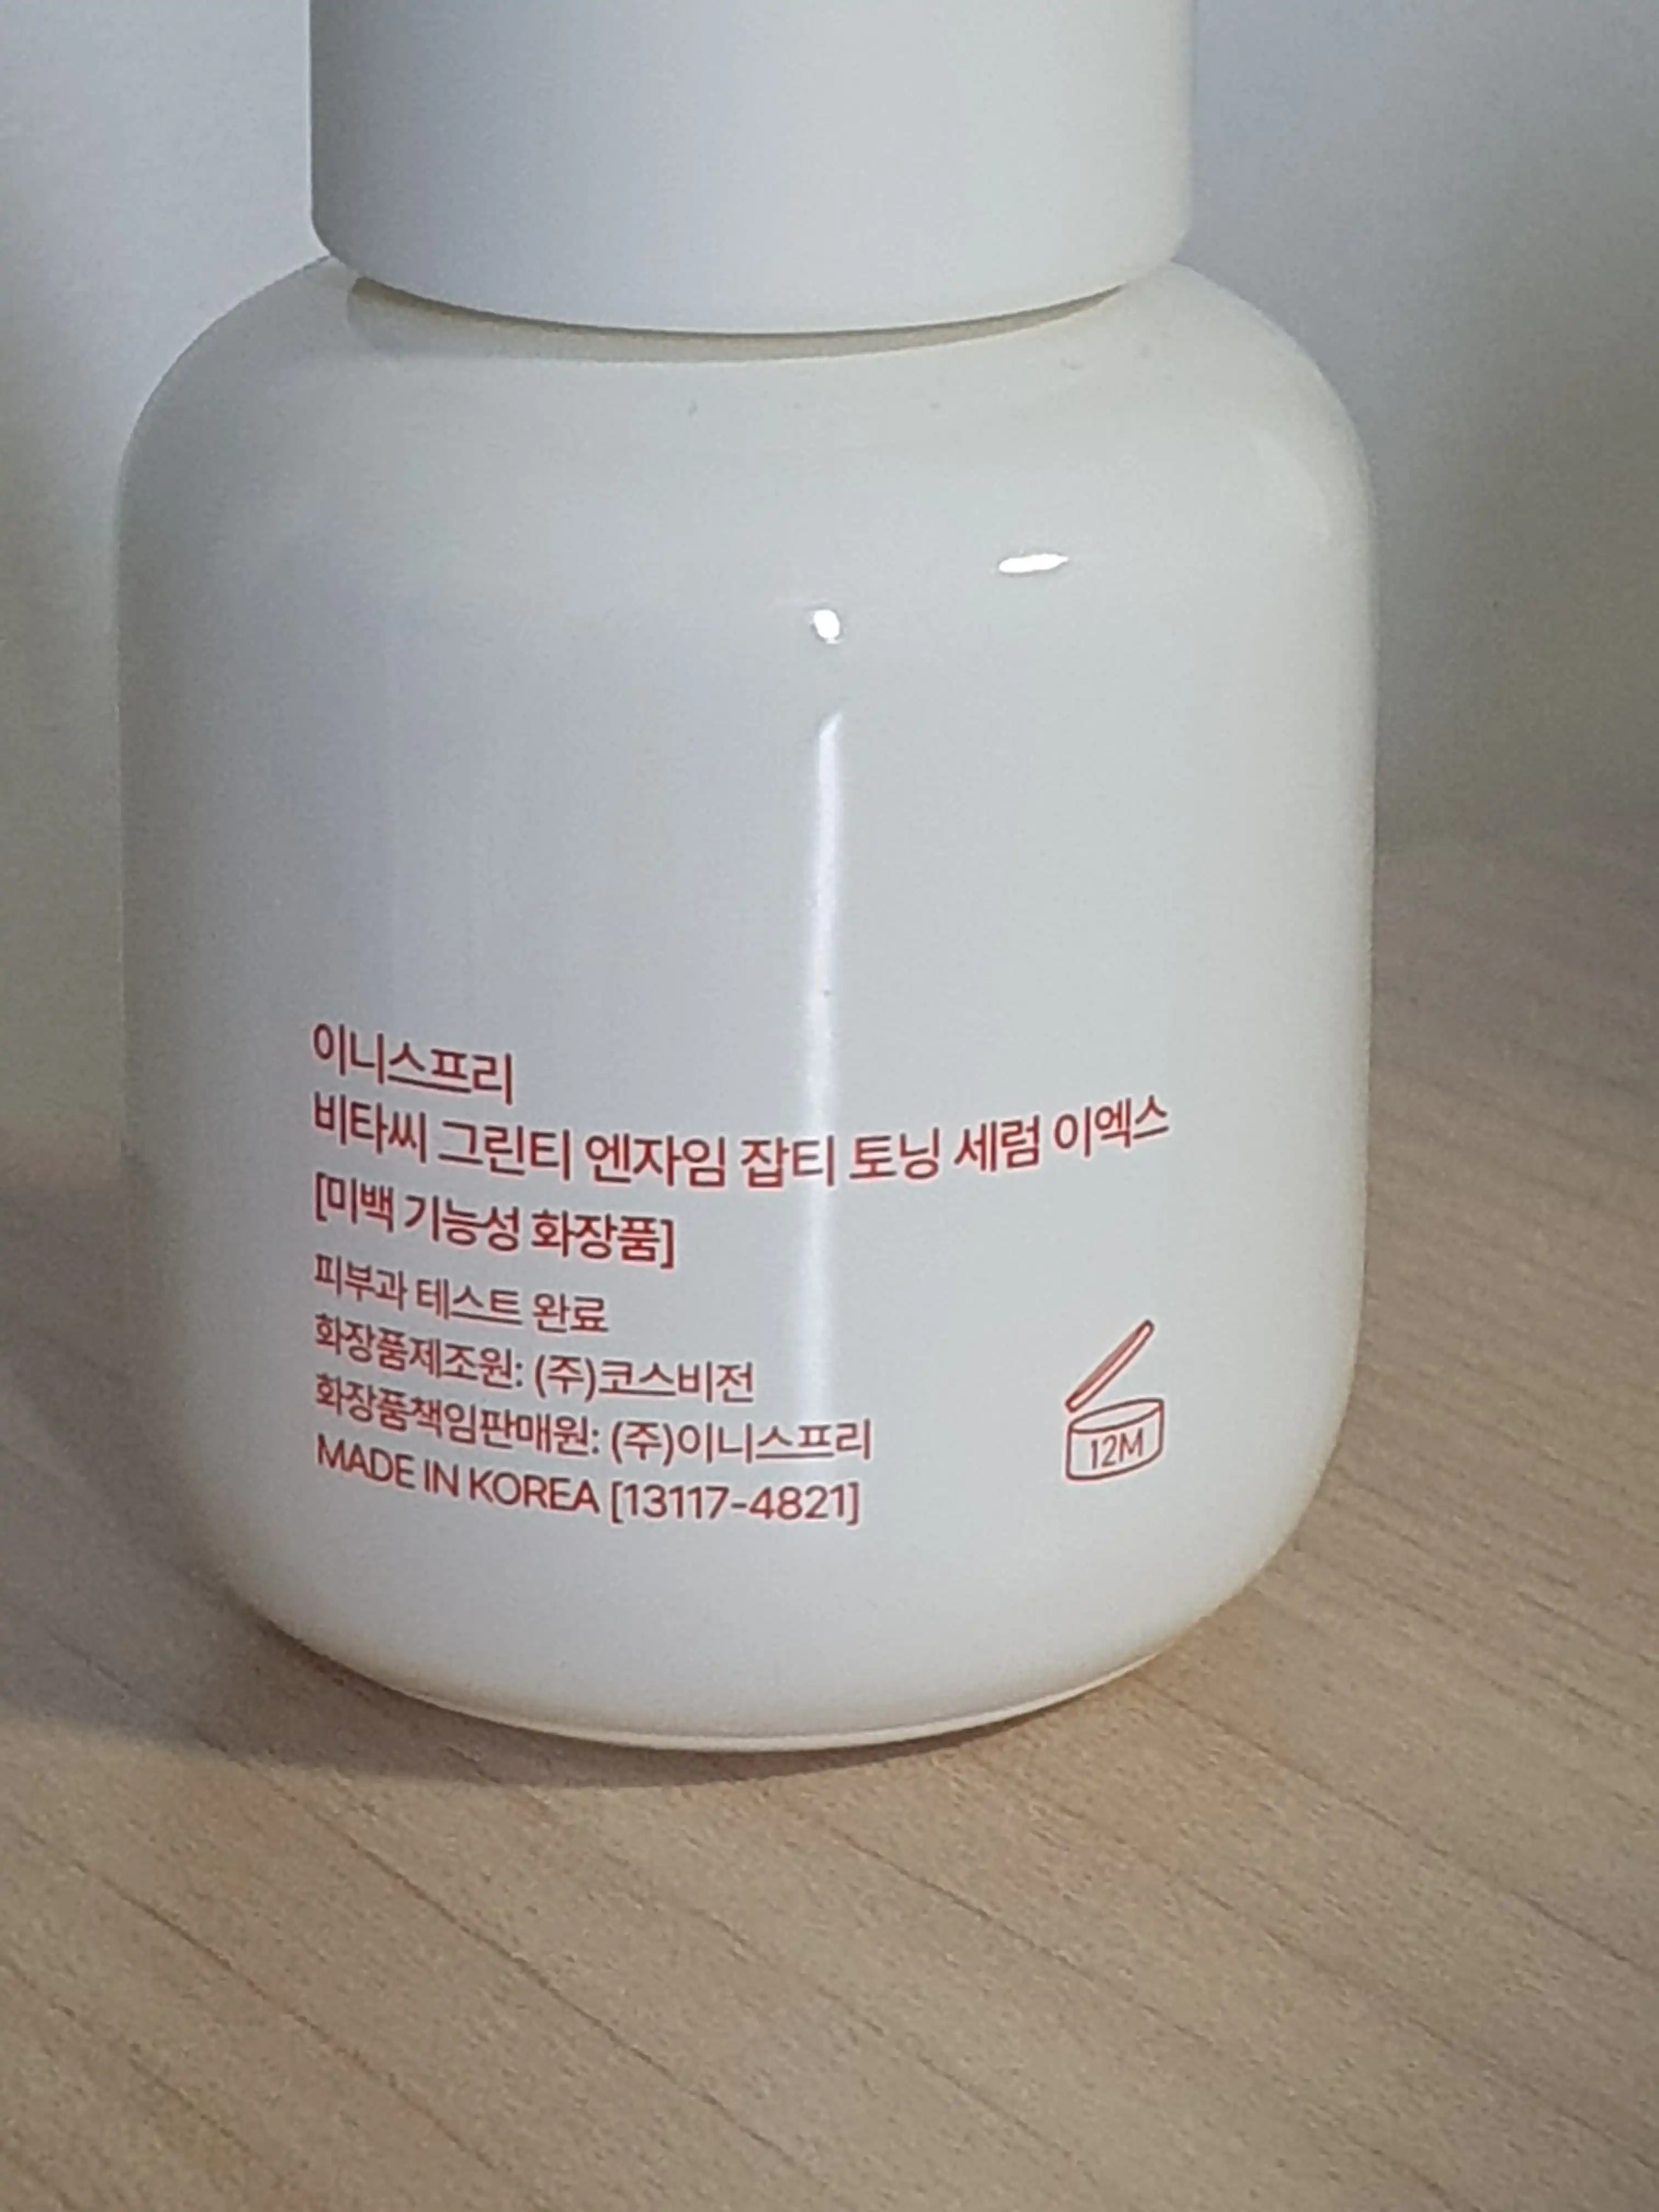 이니스프리
비타씨 그린티 엔자임 잡티 토닝 세럼 이엑스
[미백 기능성 화장품]
피부과 테스트 완료
화장품제조원: (주)코스비전
화장품책임판매원: (주)이니스프리
MADE IN KOREA [13117-4821]
12M